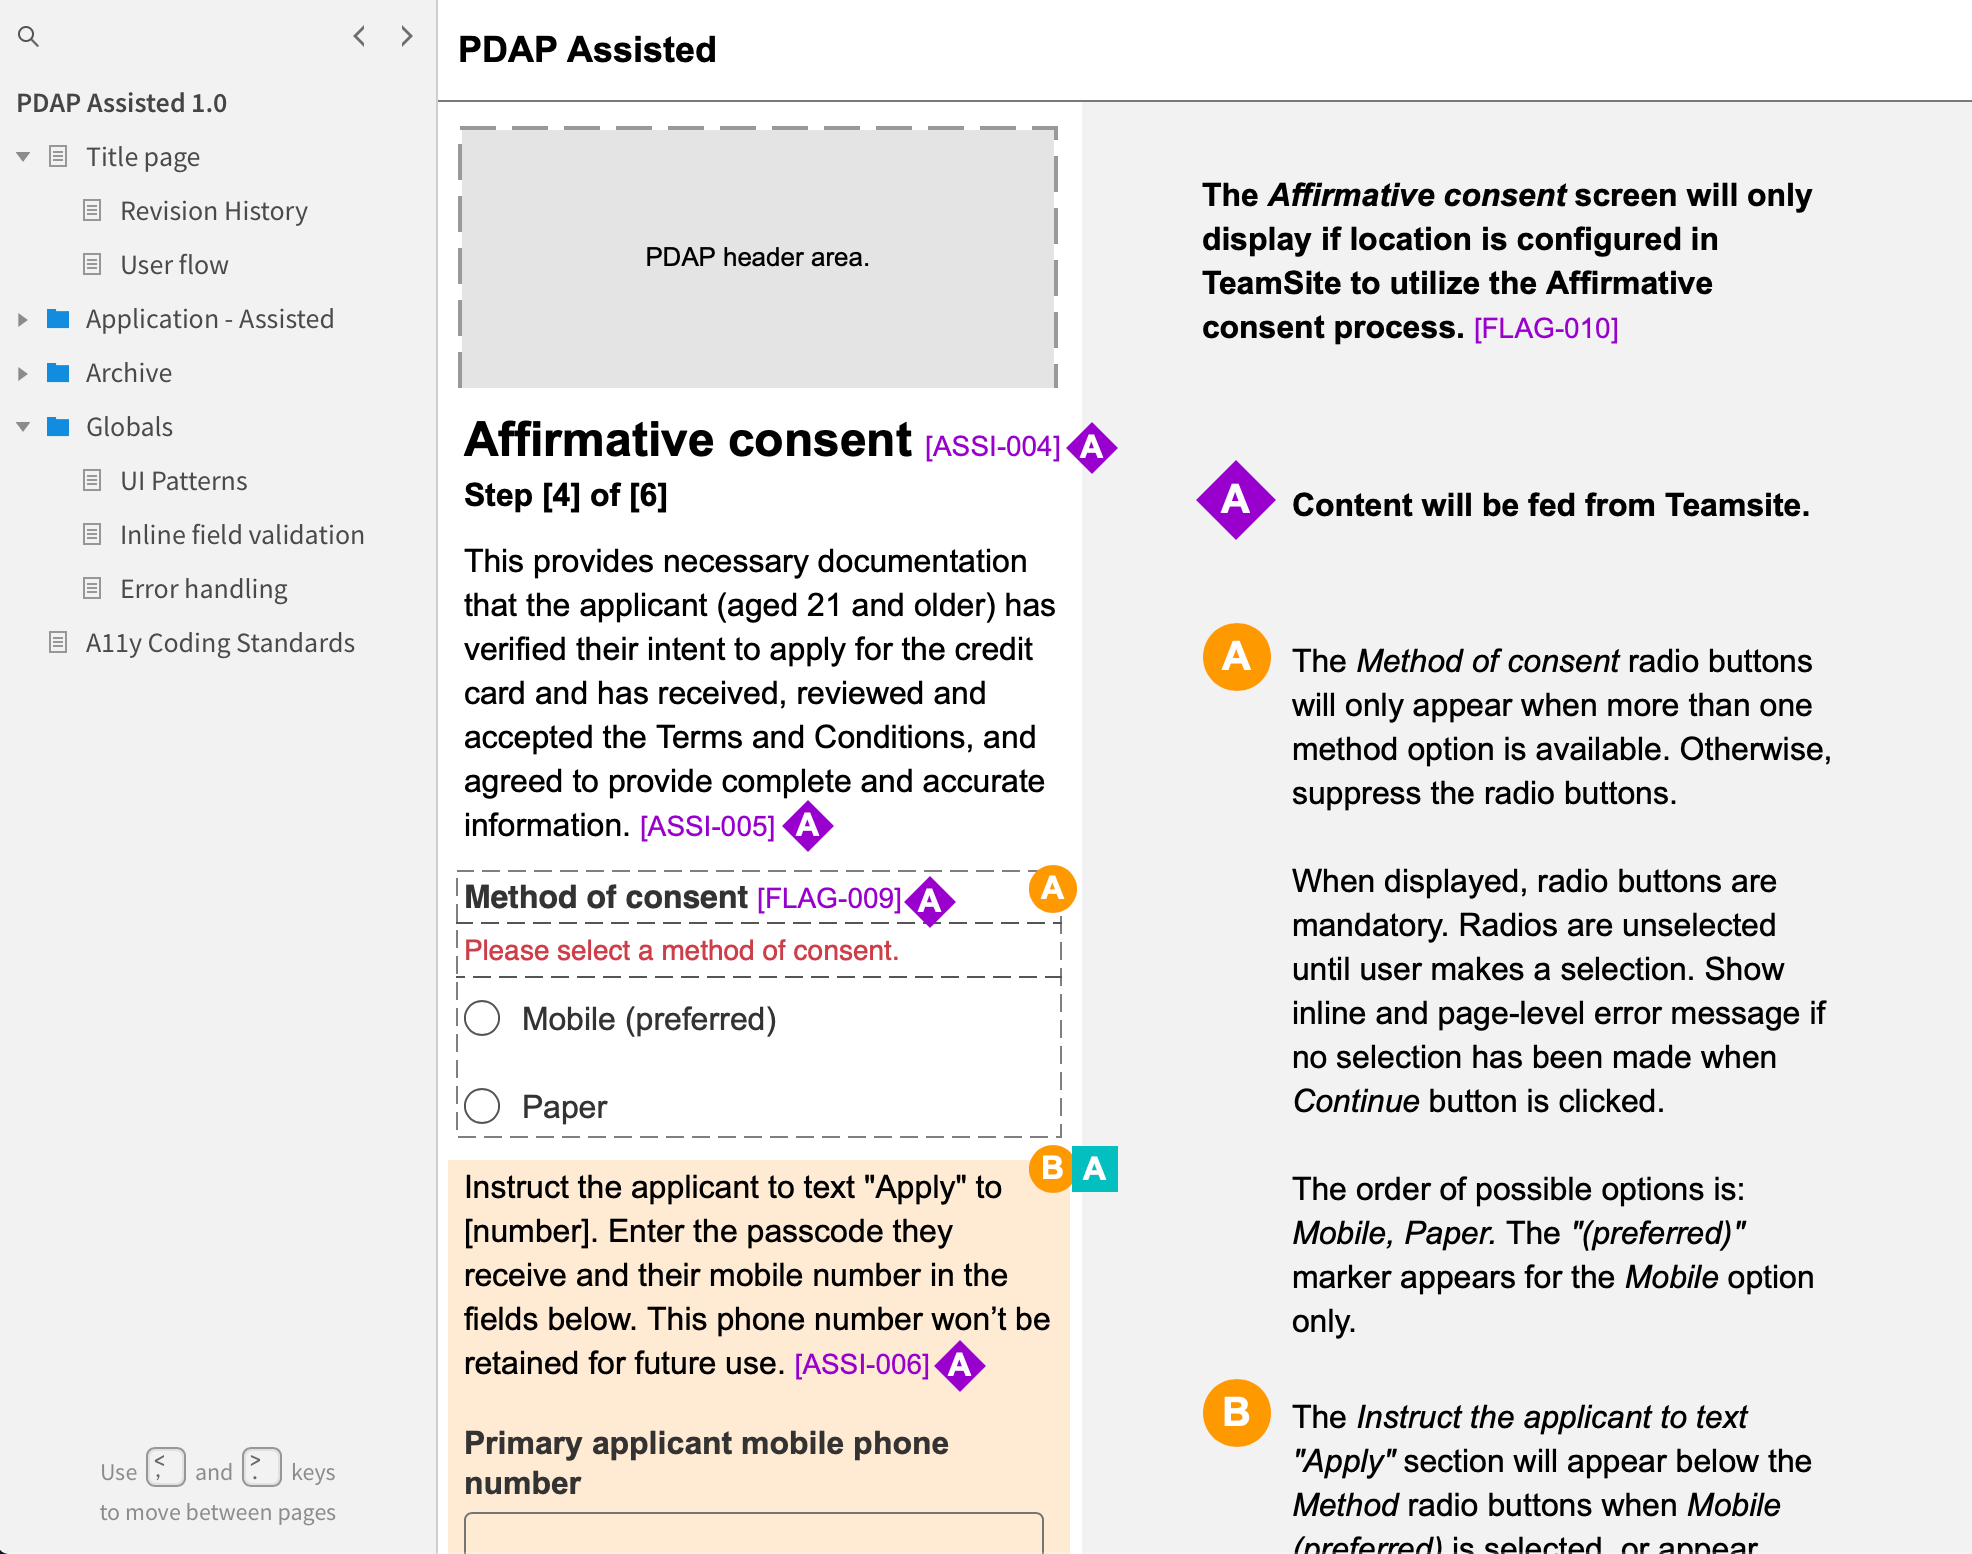 PDAP Assisted 1.0
Title page
Revision History
User flow
Application - Assisted
Archive
Globals
UI Patterns
Inline field validation
Error handling
A11y Coding Standards
Use < , and > . keys
to move between pages
PDAP Assisted
PDAP header area.
Affirmative consent [ASSI-004] A
Step [4] of [6]
This provides necessary documentation
that the applicant (aged 21 and older) has
verified their intent to apply for the credit
card and has received, reviewed and
accepted the Terms and Conditions, and
agreed to provide complete and accurate
information. [ASSI-005] A
Method of consent [FLAG-009] A A
Please select a method of consent.
Mobile (preferred)
Paper
B A
Instruct the applicant to text "Apply" to
[number]. Enter the passcode they
receive and their mobile number in the
fields below. This phone number won’t be
retained for future use. [ASSI-006] A
Primary applicant mobile phone
number
The Affirmative consent screen will only
display if location is configured in
TeamSite to utilize the Affirmative
consent process. [FLAG-010]
A Content will be fed from Teamsite.
A The Method of consent radio buttons
will only appear when more than one
method option is available. Otherwise,
suppress the radio buttons.
When displayed, radio buttons are
mandatory. Radios are unselected
until user makes a selection. Show
inline and page-level error message if
no selection has been made when
Continue button is clicked.
The order of possible options is:
Mobile, Paper. The "(preferred)"
marker appears for the Mobile option
only.
B The Instruct the applicant to text
"Apply" section will appear below the
Method radio buttons when Mobile
(preferred) is selected, or appear